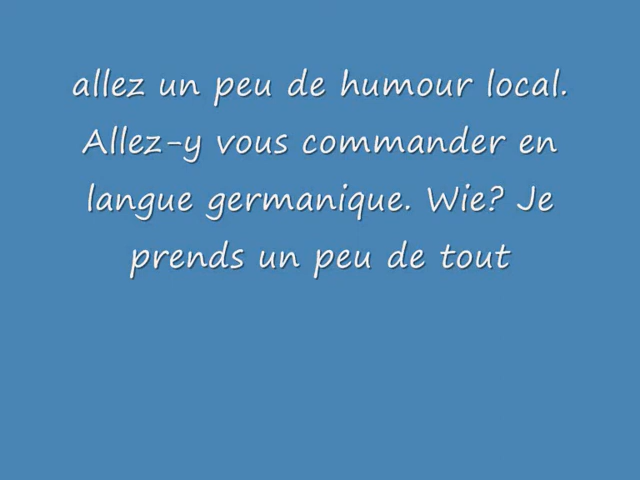 allez un peu de humour local.
Allez-y vous commander en
langue germanique. Wie? Je
prends un peu de tout